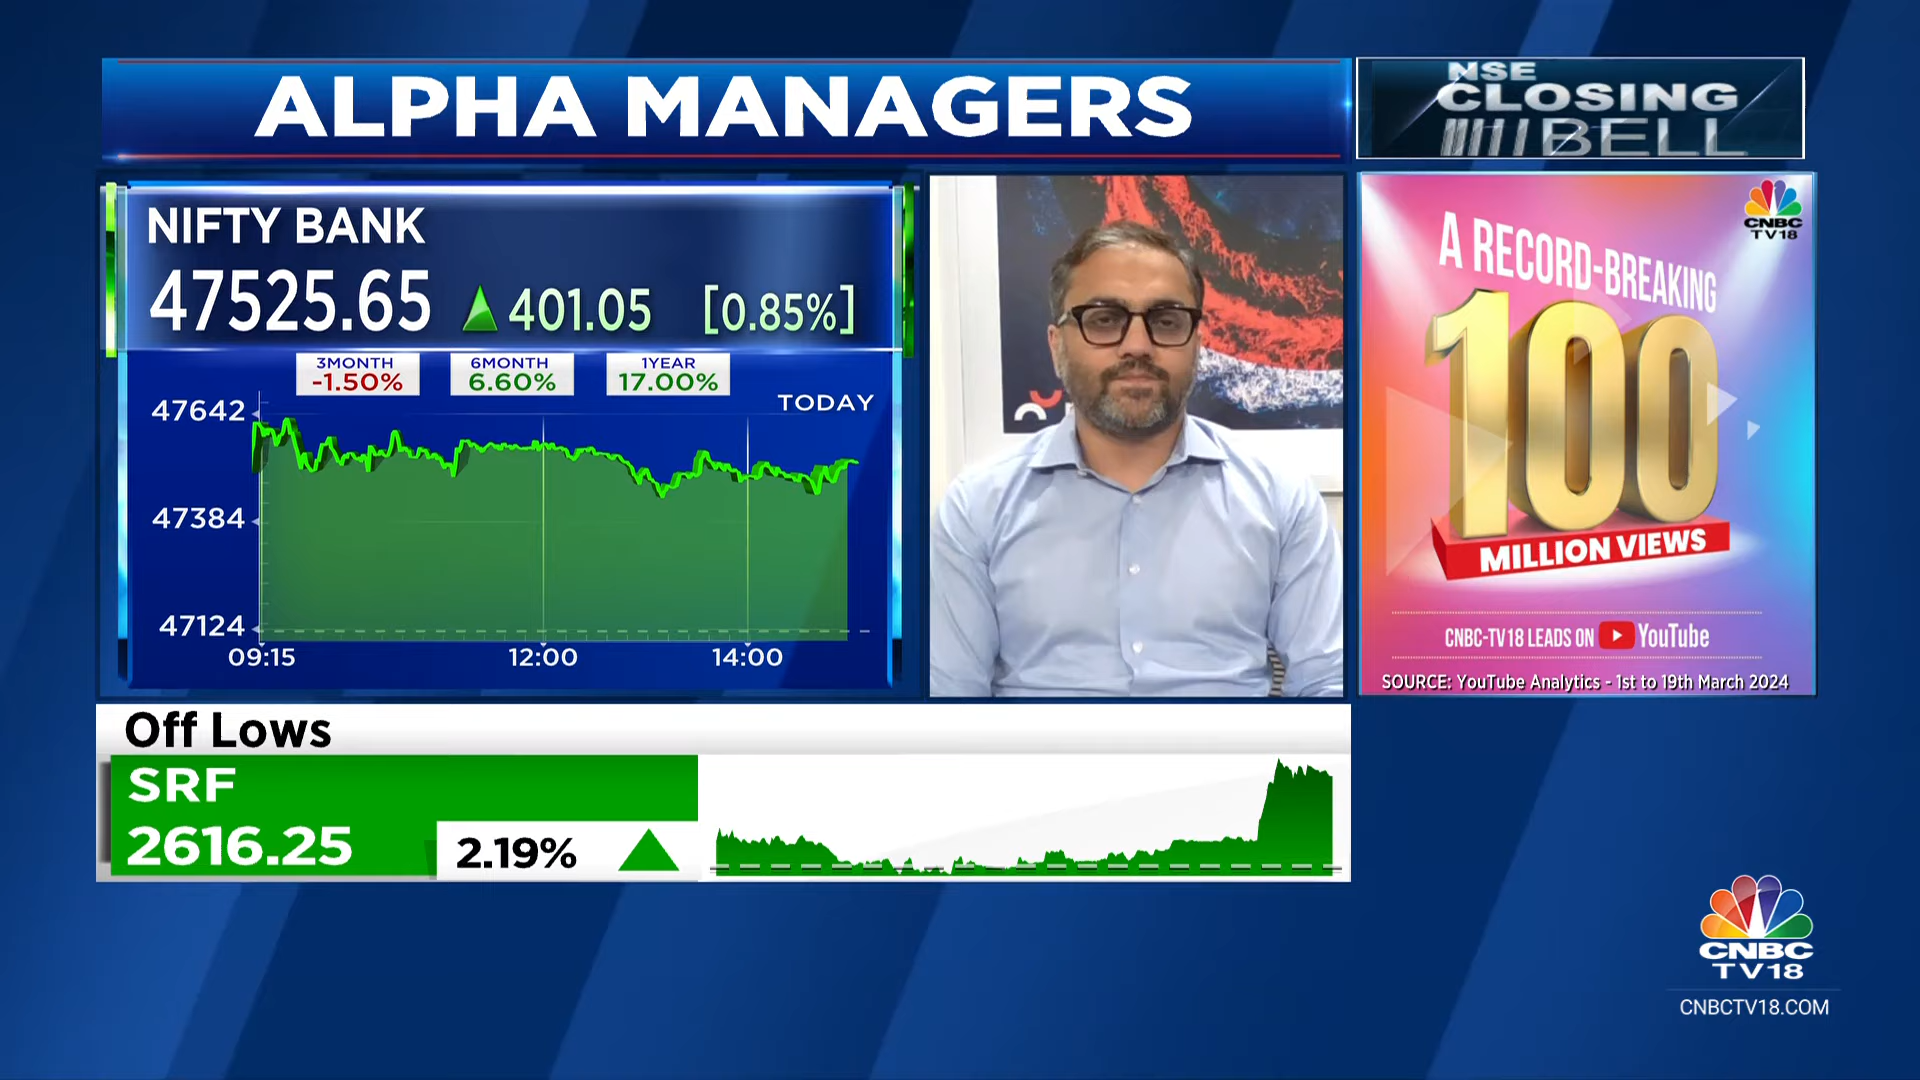 ALPHA MANAGERS
NSE
CLOSING
BELL
NIFTY BANK
47525.65 ▲ 401.05 [0.85%]
3MONTH
-1.50%
6MONTH
6.60%
1YEAR
17.00%
TODAY
47642
47384
47124
09:15 12:00 14:00
CNBC
TV18
A RECORD-BREAKING
100
MILLION VIEWS
CNBC-TV18 LEADS ON YouTube
SOURCE: YouTube Analytics - 1st to 19th March 2024
Off Lows
SRF
2616.25
2.19%
CNBC
TV18
CNBCTV18.COM